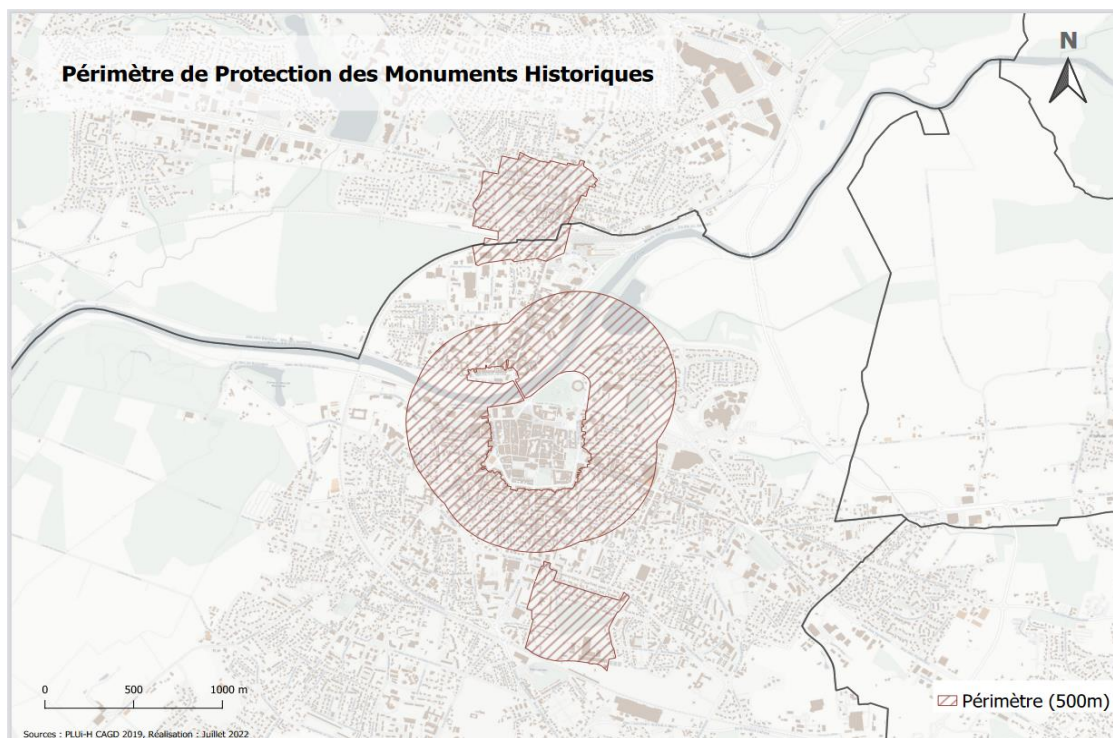 Périmètre de Protection des Monuments Historiques
N
0 500 1000 m
Périmètre (500m)
Sources : PLUi-H CAGD 2019, Réalisation : Juillet 2022